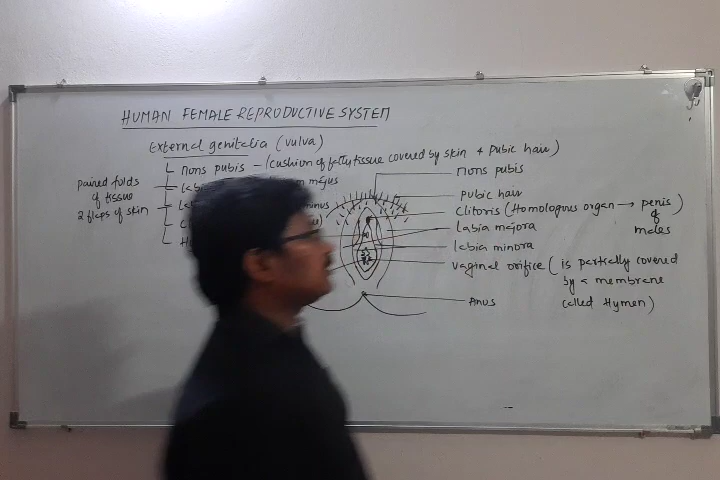 HUMAN FEMALE REPRODUCTIVE SYSTEM
External genitalia (vulva)
mons pubis - (cushion of fatty tissue covered by skin + Pubic hair)
paired folds
of tissue
2 flaps of skin
mons pubis
pubic hair
clitoris (Homologous organ → penis
of
males)
Labia majora
labia minora
vaginal orifice (is partially covered
by a membrane
called Hymen)
Anus